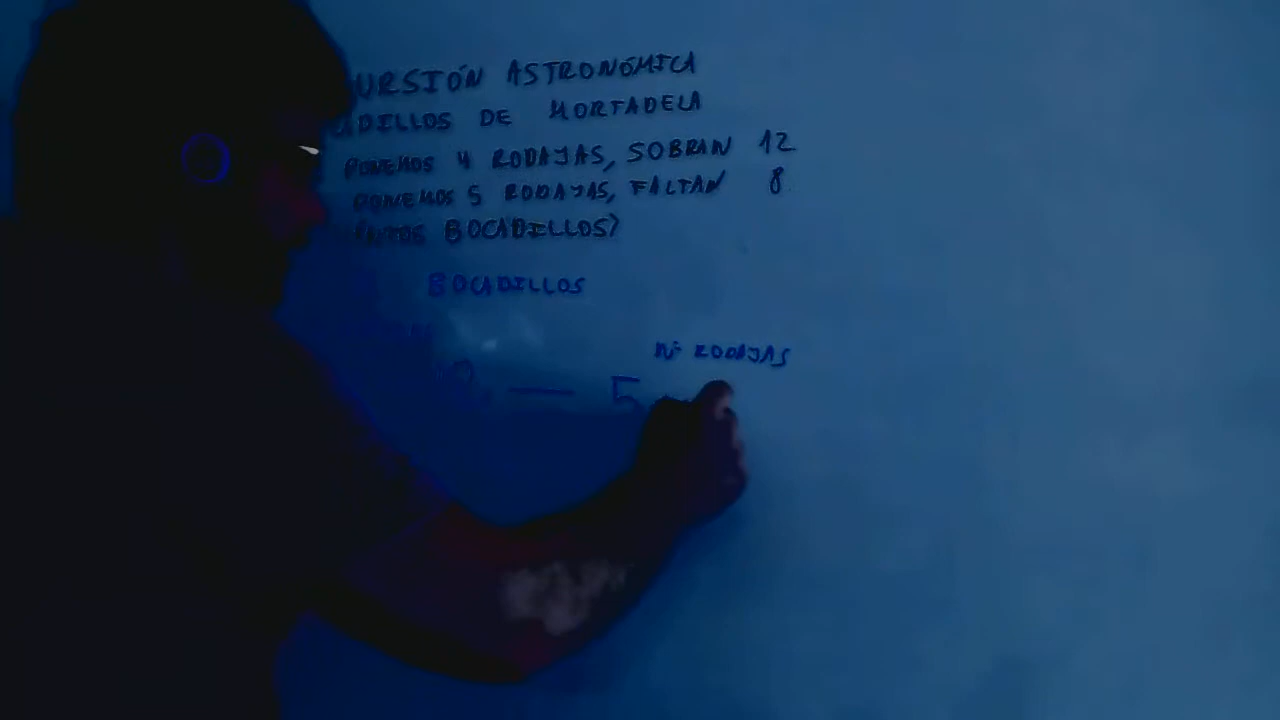 URSIÓN ASTRONÓMICA
ADILLOS DE MORTADELA
PONEMOS 4 RODAJAS, SOBRAN 12
PONEMOS 5 RODAJAS, FALTAN 8
NTOS BOCADILLOS?
BOCADILLOS
Nº RODAJAS
— 5